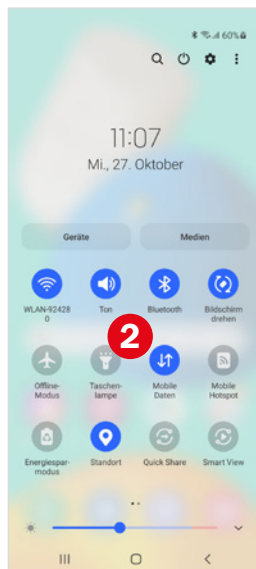 60%
11:07
Mi., 27. Oktober
Geräte Medien
WLAN-92428
0
Ton
Bluetooth
Bildschirm
drehen
2
Offline-
Modus
Taschen-
lampe
Mobile
Daten
Mobile
Hotspot
Energiespar-
modus
Standort
Quick Share
Smart View